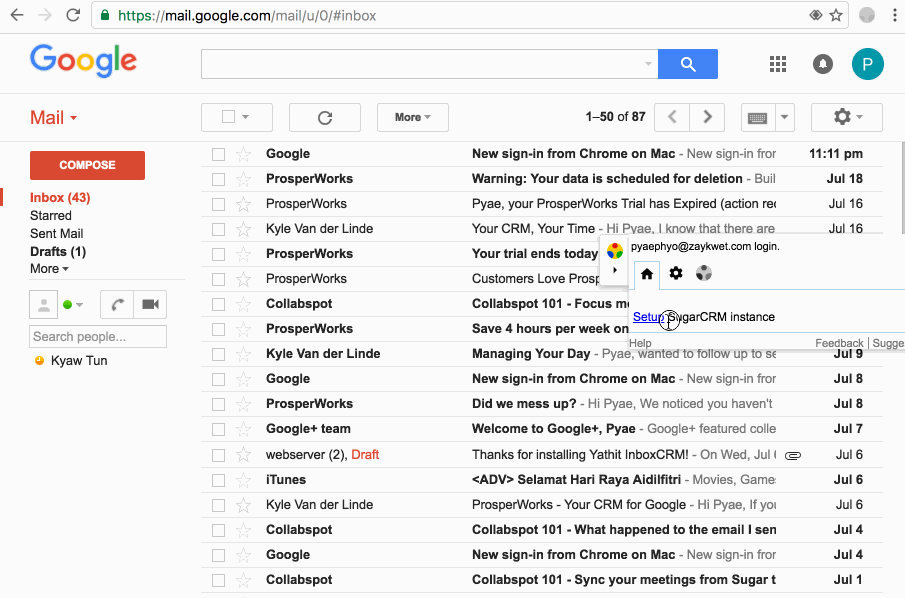 https://mail.google.com/mail/u/0/#inbox
Google
P
Mail
More
1–50 of 87
COMPOSE
Inbox (43)
Starred
Sent Mail
Drafts (1)
More
Search people...
Kyaw Tun
Google New sign-in from Chrome on Mac - New sign-in from 11:11 pm
ProsperWorks Warning: Your data is scheduled for deletion - Buil Jul 18
ProsperWorks Pyae, your ProsperWorks Trial has Expired (action rec Jul 16
Kyle Van der Linde Your CRM, Your Time - Hi Pyae, I know that there are Jul 16
ProsperWorks Your trial ends today
ProsperWorks Customers Love Prosp
Collabspot Collabspot 101 - Focus m
ProsperWorks Save 4 hours per week on
pyaephyo@zaykwet.com login.
Setup SugarCRM instance
Help Feedback | Sugge
Kyle Van der Linde Managing Your Day - Pyae, wanted to follow up to se Jul 9
Google New sign-in from Chrome on Mac - New sign-in from Jul 8
ProsperWorks Did we mess up? - Hi Pyae, We noticed you haven't Jul 8
Google+ team Welcome to Google+, Pyae - Google+ featured colle Jul 7
webserver (2), Draft Thanks for installing Yathit InboxCRM! - On Wed, Jul 6 Jul 6
iTunes <ADV> Selamat Hari Raya Aidilfitri - Movies, Games Jul 6
Kyle Van der Linde ProsperWorks - Your CRM for Google - Hi Pyae, If you Jul 6
Collabspot Collabspot 101 - What happened to the email I sen Jul 4
Google New sign-in from Chrome on Mac - New sign-in from Jul 4
Collabspot Collabspot 101 - Sync your meetings from Sugar t Jul 1